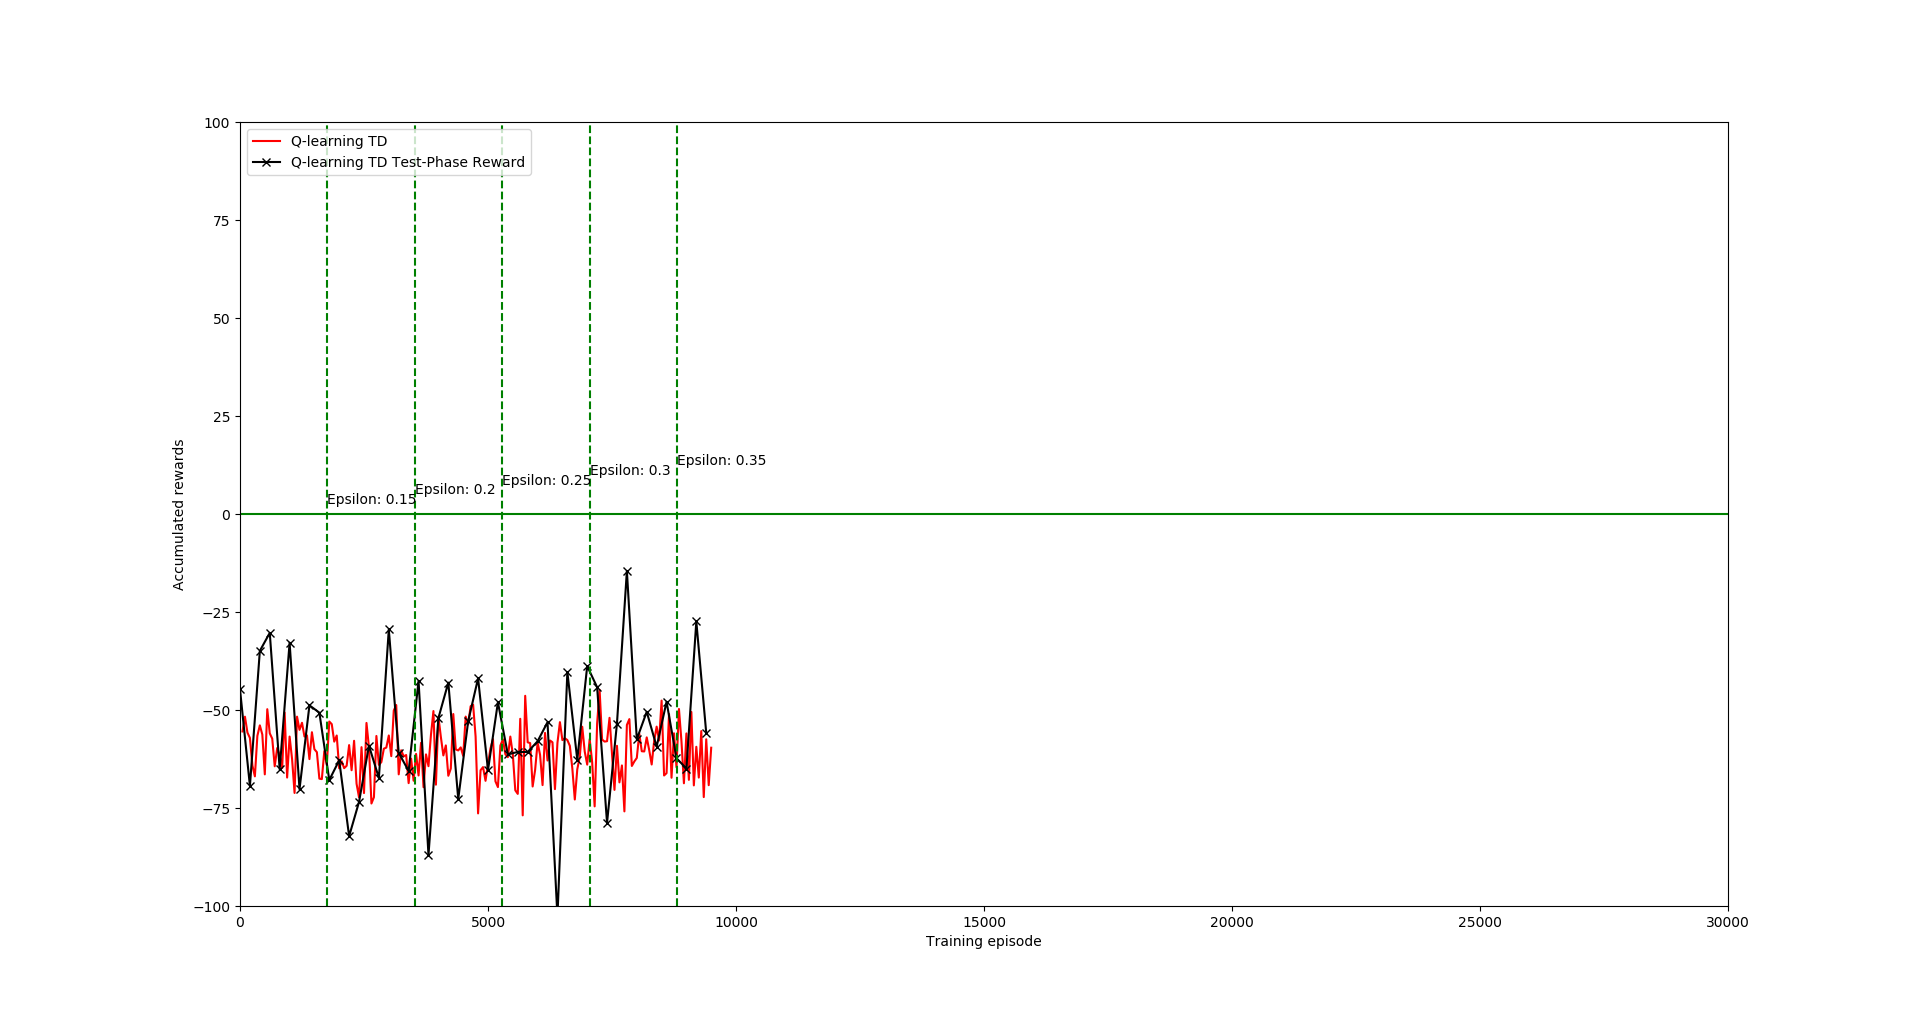 100
Q-learning TD
Q-learning TD Test-Phase Reward
75
50
25
Epsilon: 0.15
Epsilon: 0.2
Epsilon: 0.25
Epsilon: 0.3
Epsilon: 0.35
0
−25
−50
−75
−100
Accumulated rewards
0 5000 10000 15000 20000 25000 30000
Training episode